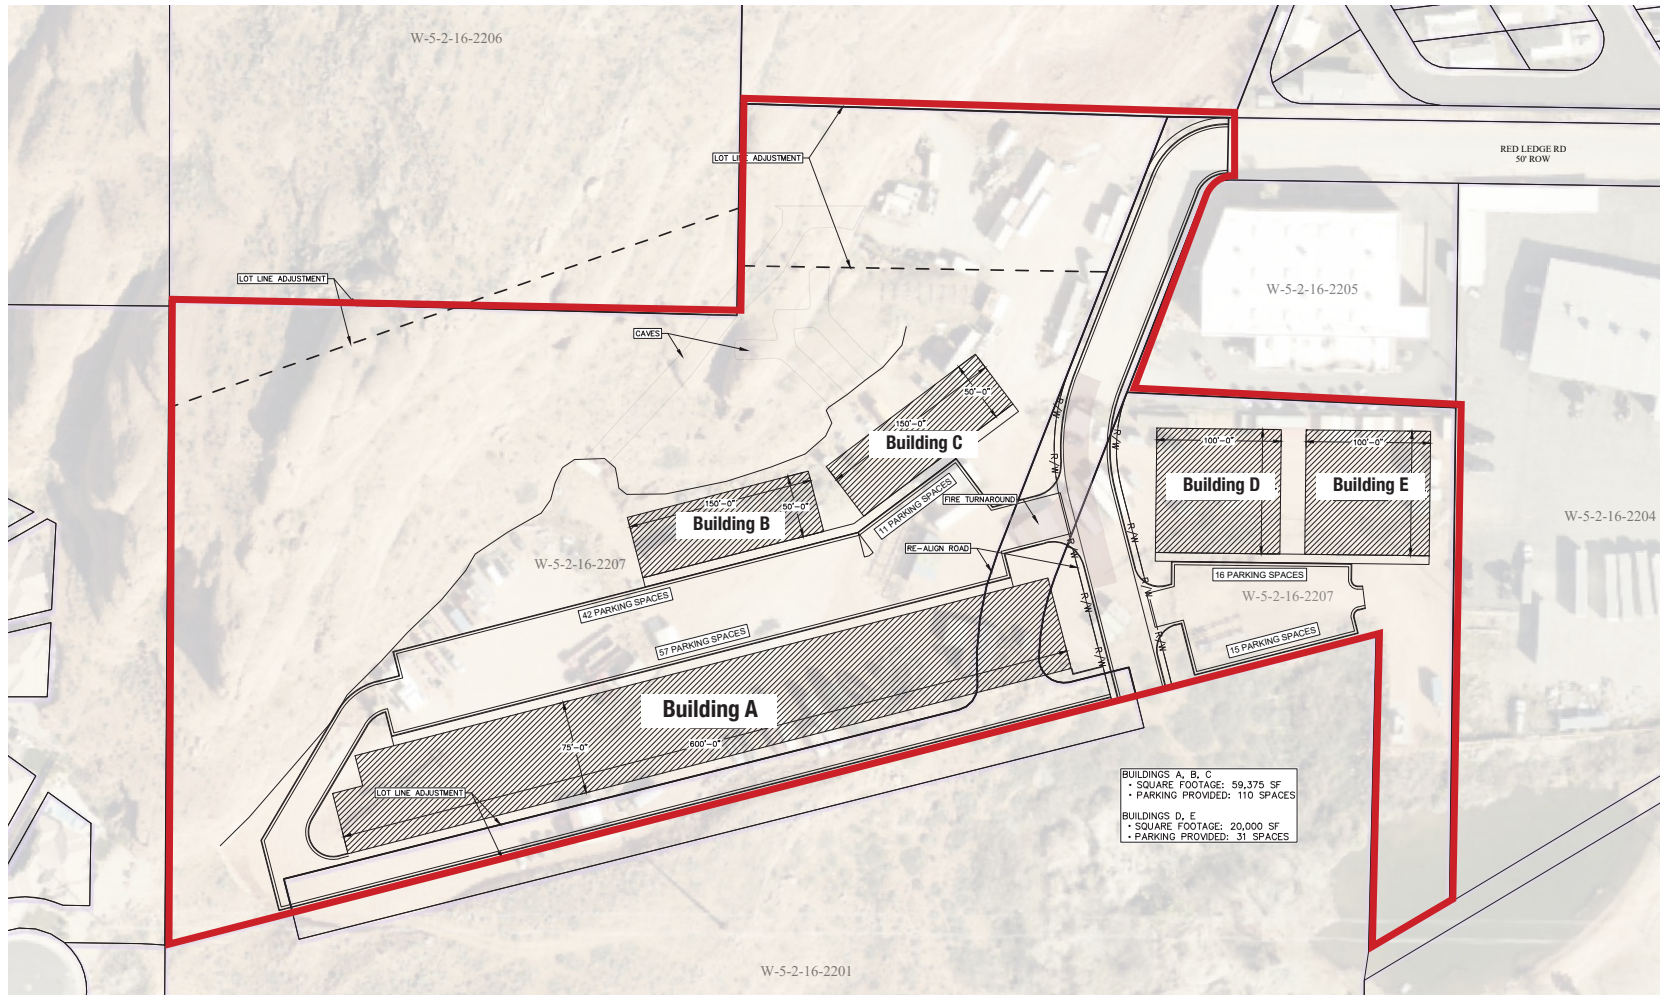 W-5-2-16-2206
LOT LINE ADJUSTMENT
RED LEDGE RD
50' ROW
LOT LINE ADJUSTMENT
W-5-2-16-2205
CAVES
50'-0"
150'-0"
Building C
R/W
R/W
R/W
100'-0"
100'-0"
Building D
Building E
11 PARKING SPACES
FIRE TURNAROUND
150'-0"
50'-0"
Building B
W-5-2-16-2204
R/W
R/W
RE-ALIGN ROAD
W-5-2-16-2207
16 PARKING SPACES
W-5-2-16-2207
R/W
R/W
42 PARKING SPACES
57 PARKING SPACES
15 PARKING SPACES
R/W
R/W
Building A
75'-0"
600'-0"
LOT LINE ADJUSTMENT
BUILDINGS A, B, C
• SQUARE FOOTAGE: 59,375 SF
• PARKING PROVIDED: 110 SPACES
BUILDINGS D, E
• SQUARE FOOTAGE: 20,000 SF
• PARKING PROVIDED: 31 SPACES
W-5-2-16-2201